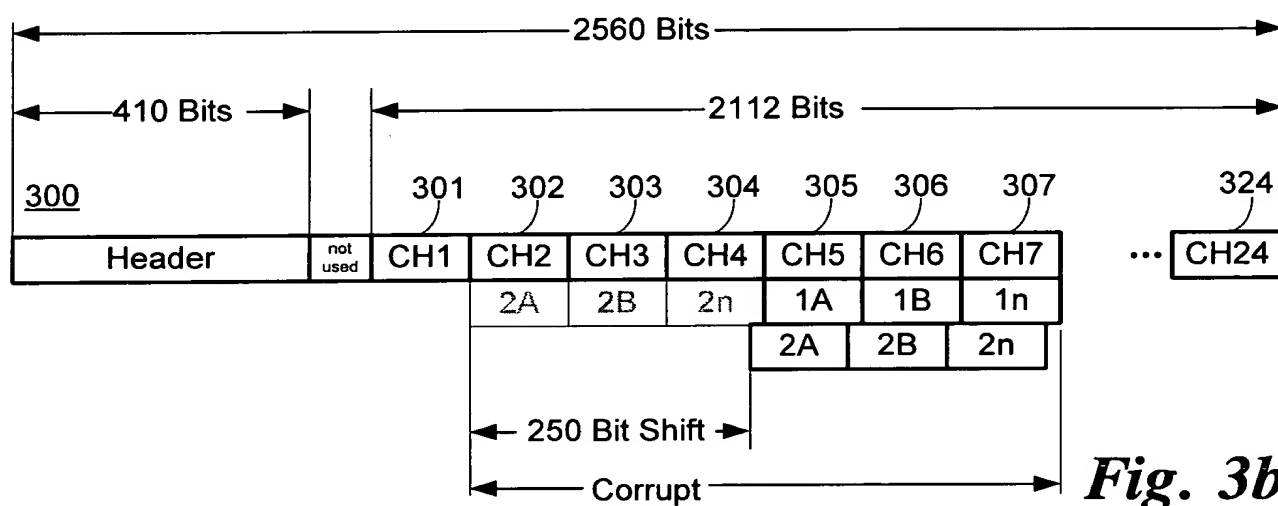 2560 Bits
410 Bits
2112 Bits
300
301 302 303 304 305 306 307 324
Header not used CH1 CH2 CH3 CH4 CH5 CH6 CH7 ... CH24
2A 2B 2n 1A 1B 1n
2A 2B 2n
250 Bit Shift
Corrupt
Fig. 3b